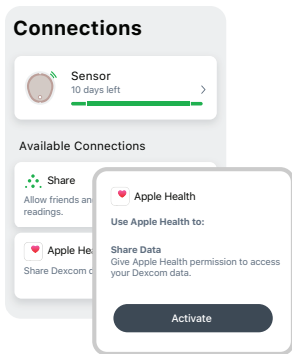 Connections
Sensor
10 days left
Available Connections
Share
Allow friends an
readings.
Apple Hea
Share Dexcom d
Apple Health
Use Apple Health to:
Share Data
Give Apple Health permission to access
your Dexcom data.
Activate